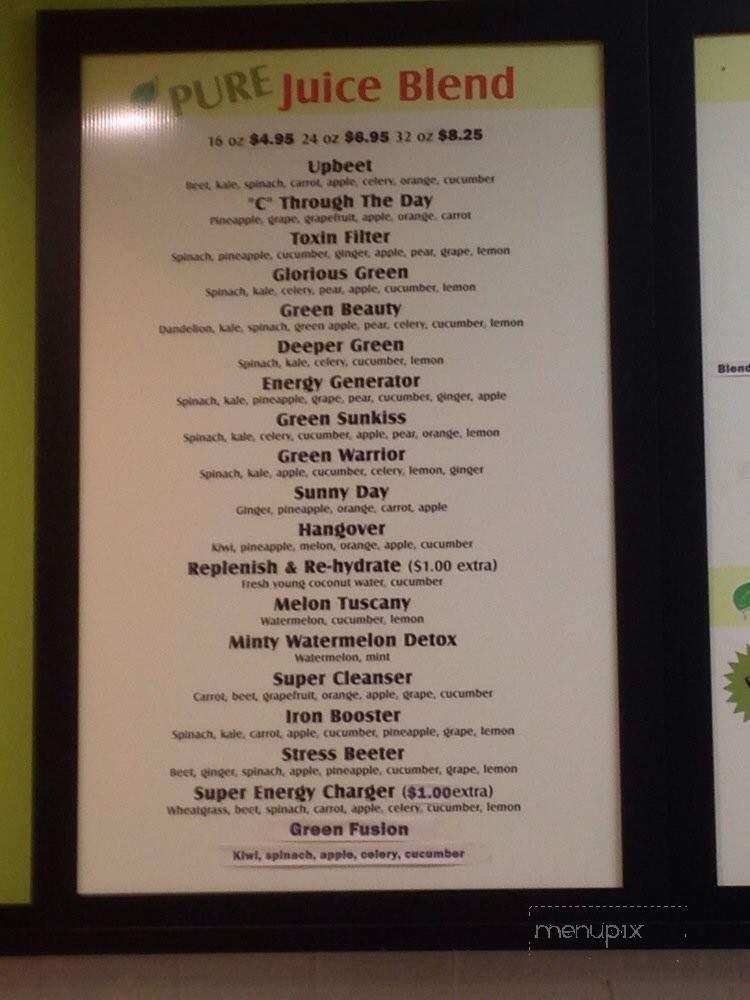 PURE Juice Blend
16 oz $4.95 24 oz $6.95 32 oz $8.25
Upbeet
Beet, kale, spinach, carrot, apple, celery, orange, cucumber
"C" Through The Day
Pineapple, grape, grapefruit, apple, orange, carrot
Toxin Filter
Spinach, pineapple, cucumber, ginger, apple, pear, grape, lemon
Glorious Green
Spinach, kale, celery, pear, apple, cucumber, lemon
Green Beauty
Dandelion, kale, spinach, green apple, pear, celery, cucumber, lemon
Deeper Green
Spinach, kale, celery, cucumber, lemon
Energy Generator
Spinach, kale, pineapple, grape, pear, cucumber, ginger, apple
Green Sunkiss
Spinach, kale, celery, cucumber, apple, pear, orange, lemon
Green Warrior
Spinach, kale, apple, cucumber, celery, lemon, ginger
Sunny Day
Ginger, pineapple, orange, carrot, apple
Hangover
Kiwi, pineapple, melon, orange, apple, cucumber
Replenish & Re-hydrate ($1.00 extra)
Fresh young coconut water, cucumber
Melon Tuscany
Watermelon, cucumber, lemon
Minty Watermelon Detox
Watermelon, mint
Super Cleanser
Carrot, beet, grapefruit, orange, apple, grape, cucumber
Iron Booster
Spinach, kale, carrot, apple, cucumber, pineapple, grape, lemon
Stress Beeter
Beet, ginger, spinach, apple, pineapple, cucumber, grape, lemon
Super Energy Charger ($1.00extra)
Wheatgrass, beet, spinach, carrot, apple, celery, cucumber, lemon
Green Fusion
Kiwi, spinach, apple, celery, cucumber
Blend
menupix